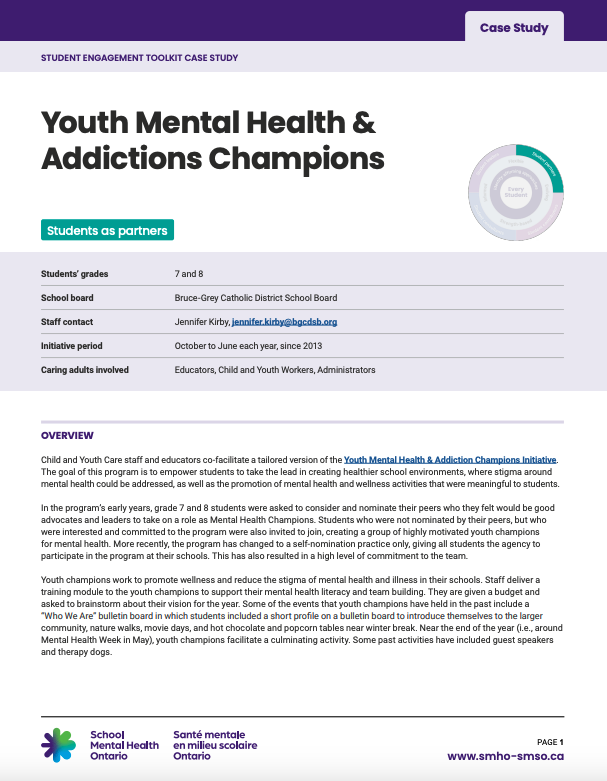 Case Study
STUDENT ENGAGEMENT TOOLKIT CASE STUDY
Youth Mental Health &
Addictions Champions
Student partners
Every
Student
Students as partners
Students' grades 7 and 8
School board Bruce-Grey Catholic District School Board
Staff contact Jennifer Kirby, jennifer.kirby@bgcdsb.org
Initiative period October to June each year, since 2013
Caring adults involved Educators, Child and Youth Workers, Administrators
OVERVIEW
Child and Youth Care staff and educators co-facilitate a tailored version of the Youth Mental Health & Addiction Champions Initiative.
The goal of this program is to empower students to take the lead in creating healthier school environments, where stigma around
mental health could be addressed, as well as the promotion of mental health and wellness activities that were meaningful to students.
In the program's early years, grade 7 and 8 students were asked to consider and nominate their peers who they felt would be good
advocates and leaders to take on a role as Mental Health Champions. Students who were not nominated by their peers, but who
were interested and committed to the program were also invited to join, creating a group of highly motivated youth champions
for mental health. More recently, the program has changed to a self-nomination practice only, giving all students the agency to
participate in the program at their schools. This has also resulted in a high level of commitment to the team.
Youth champions work to promote wellness and reduce the stigma of mental health and illness in their schools. Staff deliver a
training module to the youth champions to support their mental health literacy and team building. They are given a budget and
asked to brainstorm about their vision for the year. Some of the events that youth champions have held in the past include a
"Who We Are" bulletin board in which students included a short profile on a bulletin board to introduce themselves to the larger
community, nature walks, movie days, and hot chocolate and popcorn tables near winter break. Near the end of the year (i.e., around
Mental Health Week in May), youth champions facilitate a culminating activity. Some past activities have included guest speakers
and therapy dogs.
School
Mental Health
Ontario
Santé mentale
en milieu scolaire
Ontario
PAGE 1
www.smho-smso.ca